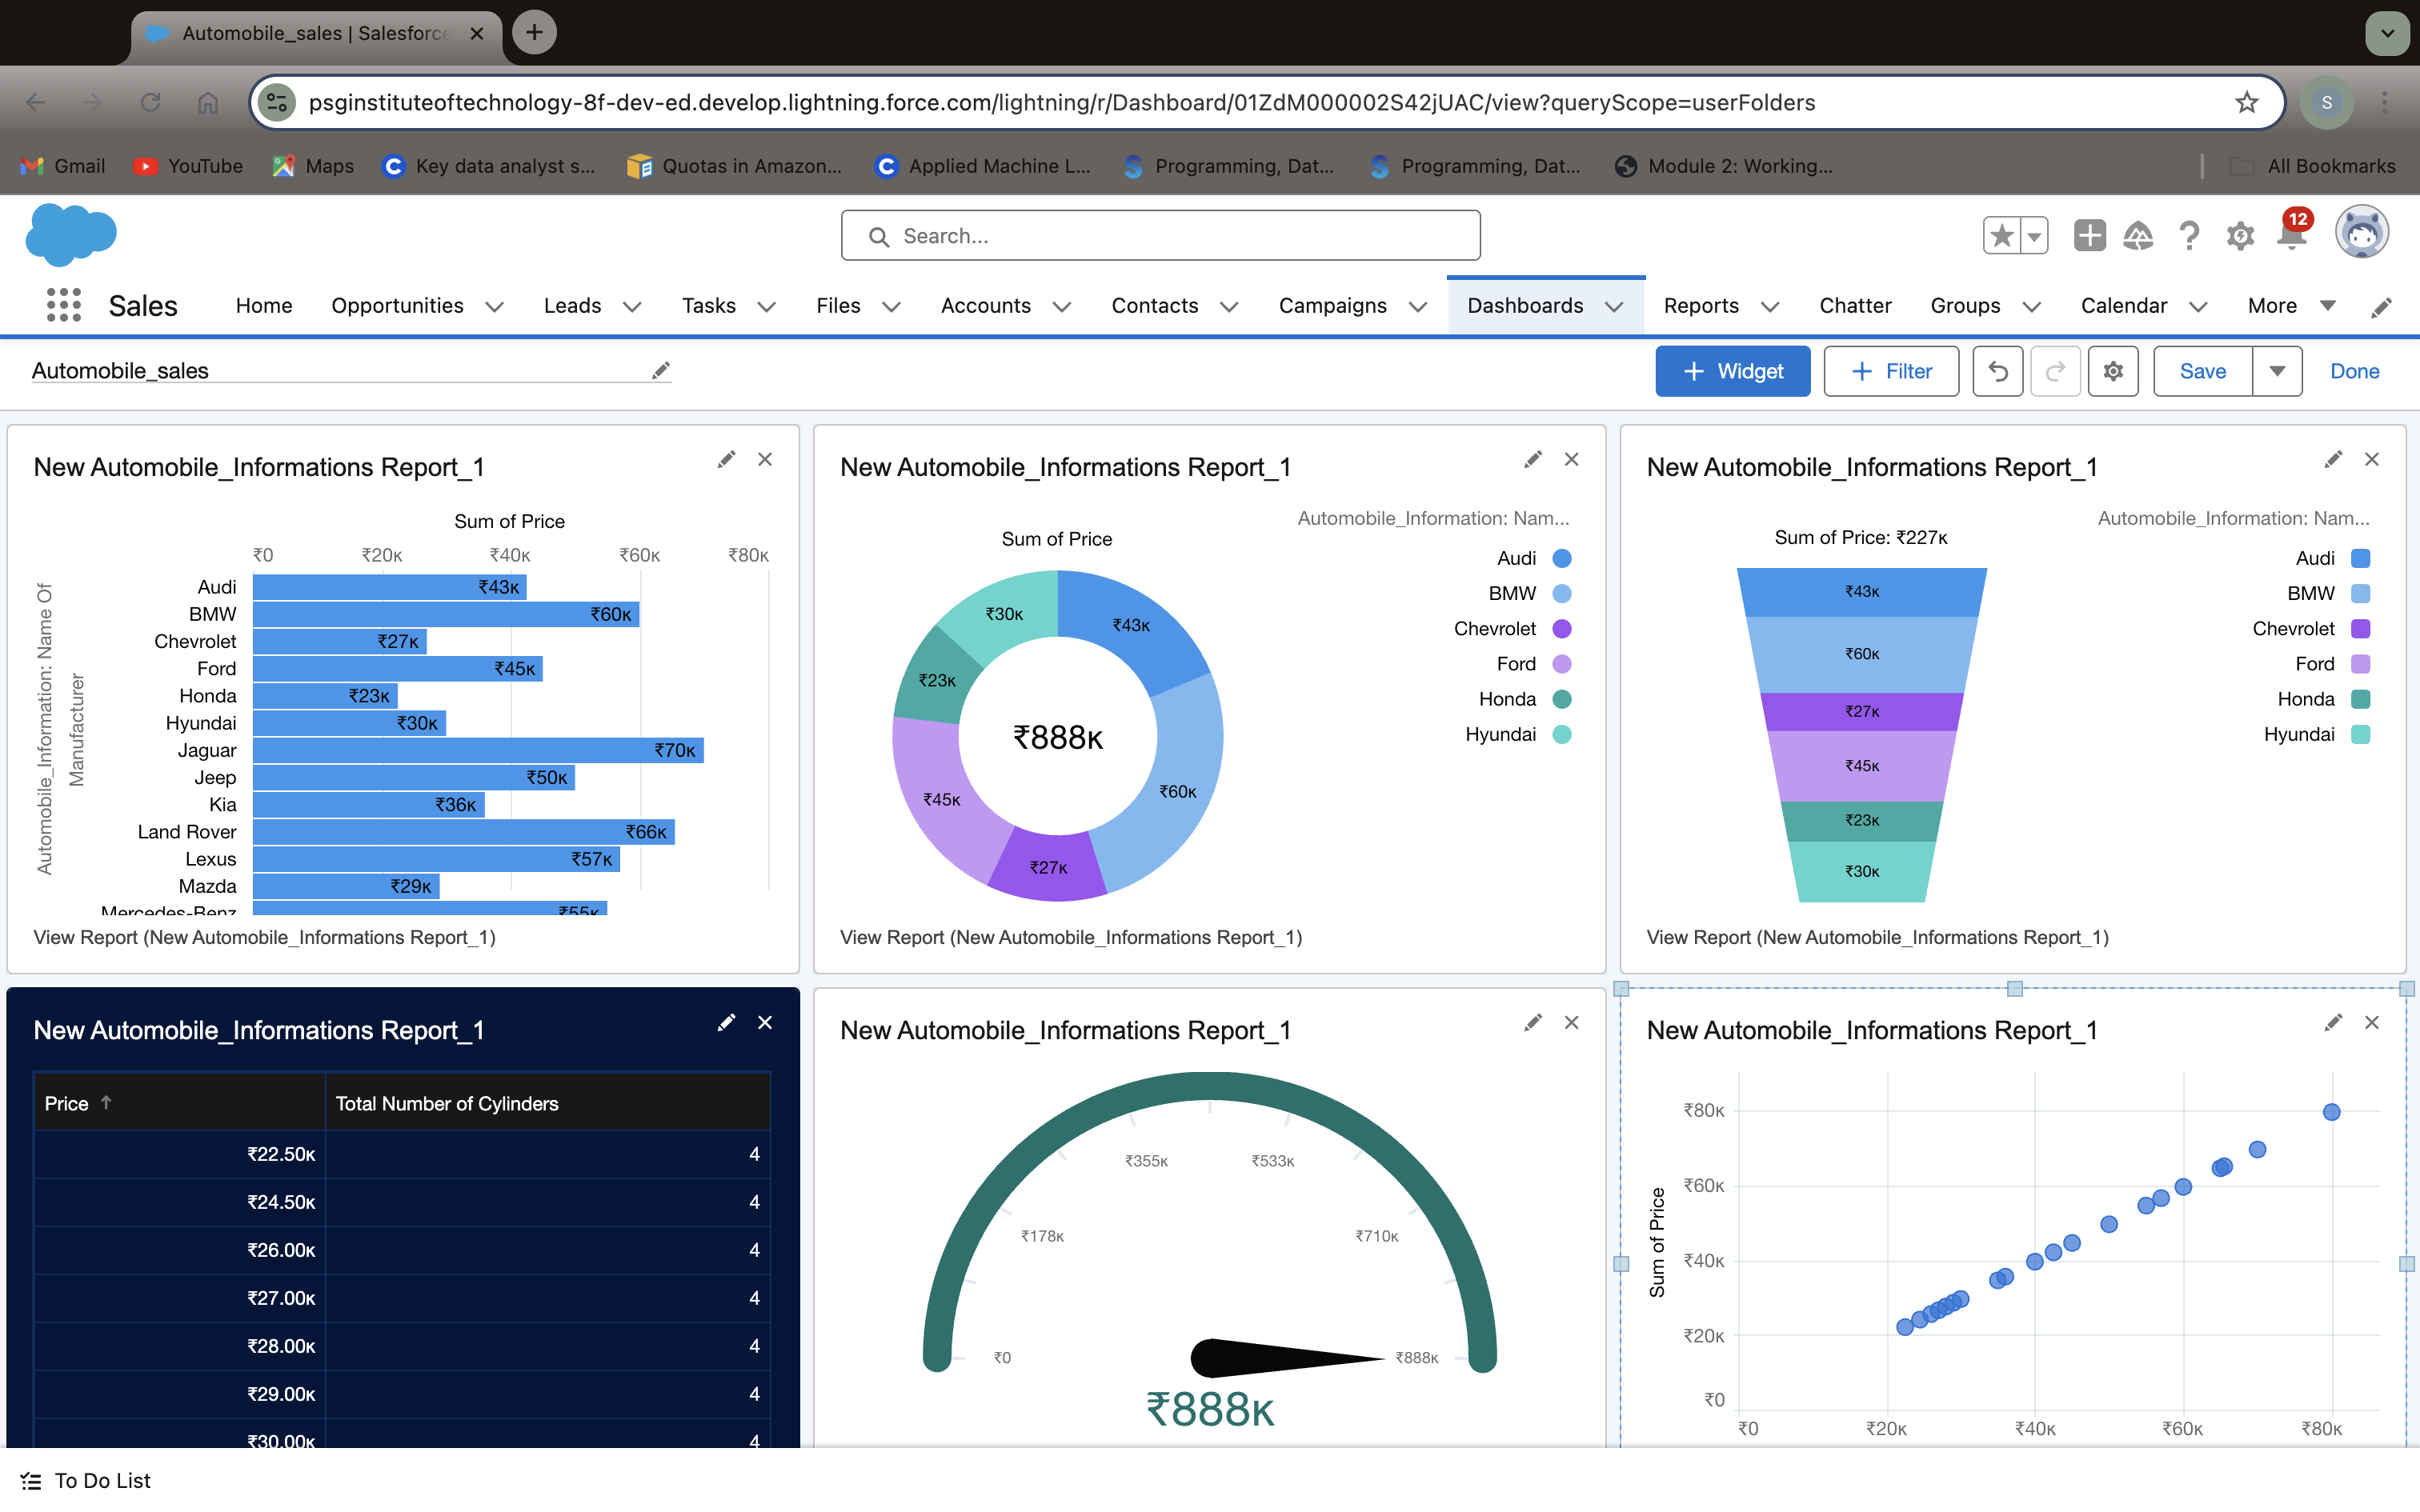 Automobile_sales | Salesforce
psginstituteoftechnology-8f-dev-ed.develop.lightning.force.com/lightning/r/Dashboard/01ZdM000002S42jUAC/view?queryScope=userFolders
S
Gmail YouTube Maps Key data analyst s... Quotas in Amazon... Applied Machine L... Programming, Dat... Programming, Dat... Module 2: Working... All Bookmarks
Search...
12
Sales Home Opportunities Leads Tasks Files Accounts Contacts Campaigns Dashboards Reports Chatter Groups Calendar More
Automobile_sales
+ Widget + Filter Save Done
New Automobile_Informations Report_1
Sum of Price
₹0 ₹20K ₹40K ₹60K ₹80K
Automobile_Information: Name Of
Manufacturer
Audi ₹43K
BMW ₹60K
Chevrolet ₹27K
Ford ₹45K
Honda ₹23K
Hyundai ₹30K
Jaguar ₹70K
Jeep ₹50K
Kia ₹36K
Land Rover ₹66K
Lexus ₹57K
Mazda ₹29K
Mercedes-Benz ₹55K
View Report (New Automobile_Informations Report_1)
New Automobile_Informations Report_1
Automobile_Information: Nam...
Sum of Price
Audi
BMW
Chevrolet
Ford
Honda
Hyundai
₹43K
₹60K
₹27K
₹45K
₹23K
₹30K
₹888K
View Report (New Automobile_Informations Report_1)
New Automobile_Informations Report_1
Automobile_Information: Nam...
Sum of Price: ₹227K
Audi
BMW
Chevrolet
Ford
Honda
Hyundai
₹43K
₹60K
₹27K
₹45K
₹23K
₹30K
View Report (New Automobile_Informations Report_1)
New Automobile_Informations Report_1
Price ↑ Total Number of Cylinders
₹22.50K 4
₹24.50K 4
₹26.00K 4
₹27.00K 4
₹28.00K 4
₹29.00K 4
₹30.00K 4
New Automobile_Informations Report_1
₹0
₹178K
₹355K
₹533K
₹710K
₹888K
₹888K
New Automobile_Informations Report_1
Sum of Price
₹80K
₹60K
₹40K
₹20K
₹0
₹0 ₹20K ₹40K ₹60K ₹80K
To Do List